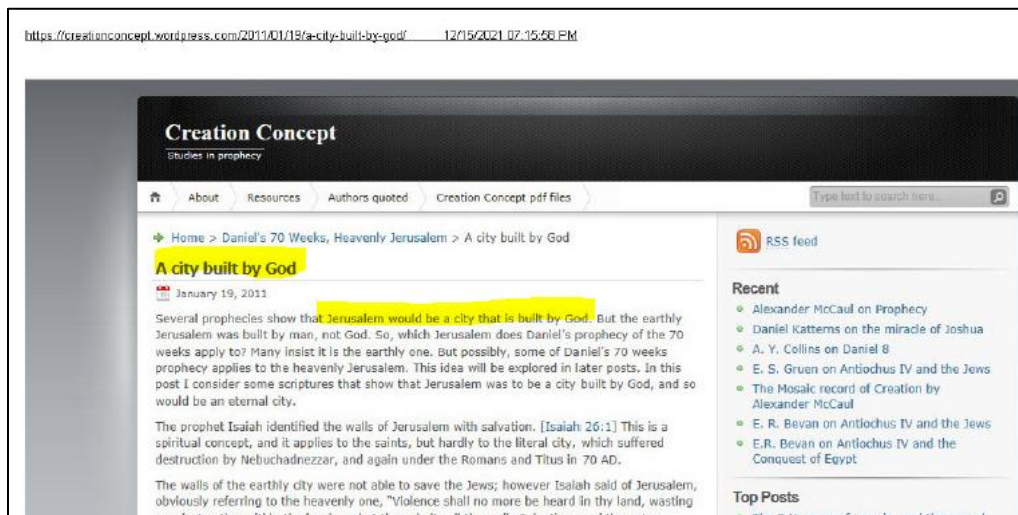 https://creationconcept.wordpress.com/2011/01/19/a-city-built-by-god/ 12/15/2021 07:15:58 PM
Creation Concept
Studies in prophecy
About Resources Authors quoted Creation Concept pdf files
Type text to search here...
Home > Daniel's 70 Weeks, Heavenly Jerusalem > A city built by God
A city built by God
January 19, 2011
Several prophecies show that Jerusalem would be a city that is built by God. But the earthly
Jerusalem was built by man, not God. So, which Jerusalem does Daniel's prophecy of the 70
weeks apply to? Many insist it is the earthly one. But possibly, some of Daniel's 70 weeks
prophecy applies to the heavenly Jerusalem. This idea will be explored in later posts. In this
post I consider some scriptures that show that Jerusalem was to be a city built by God, and so
would be an eternal city.
The prophet Isaiah identified the walls of Jerusalem with salvation. [Isaiah 26:1] This is a
spiritual concept, and it applies to the saints, but hardly to the literal city, which suffered
destruction by Nebuchadnezzar, and again under the Romans and Titus in 70 AD.
The walls of the earthly city were not able to save the Jews; however Isaiah said of Jerusalem,
obviously referring to the heavenly one, "Violence shall no more be heard in thy land, wasting
RSS feed
Recent
Alexander McCaul on Prophecy
Daniel Katterns on the miracle of Joshua
A. Y. Collins on Daniel 8
E. S. Gruen on Antiochus IV and the Jews
The Mosaic record of Creation by
Alexander McCaul
E. R. Bevan on Antiochus IV and the Jews
E.R. Bevan on Antiochus IV and the
Conquest of Egypt
Top Posts